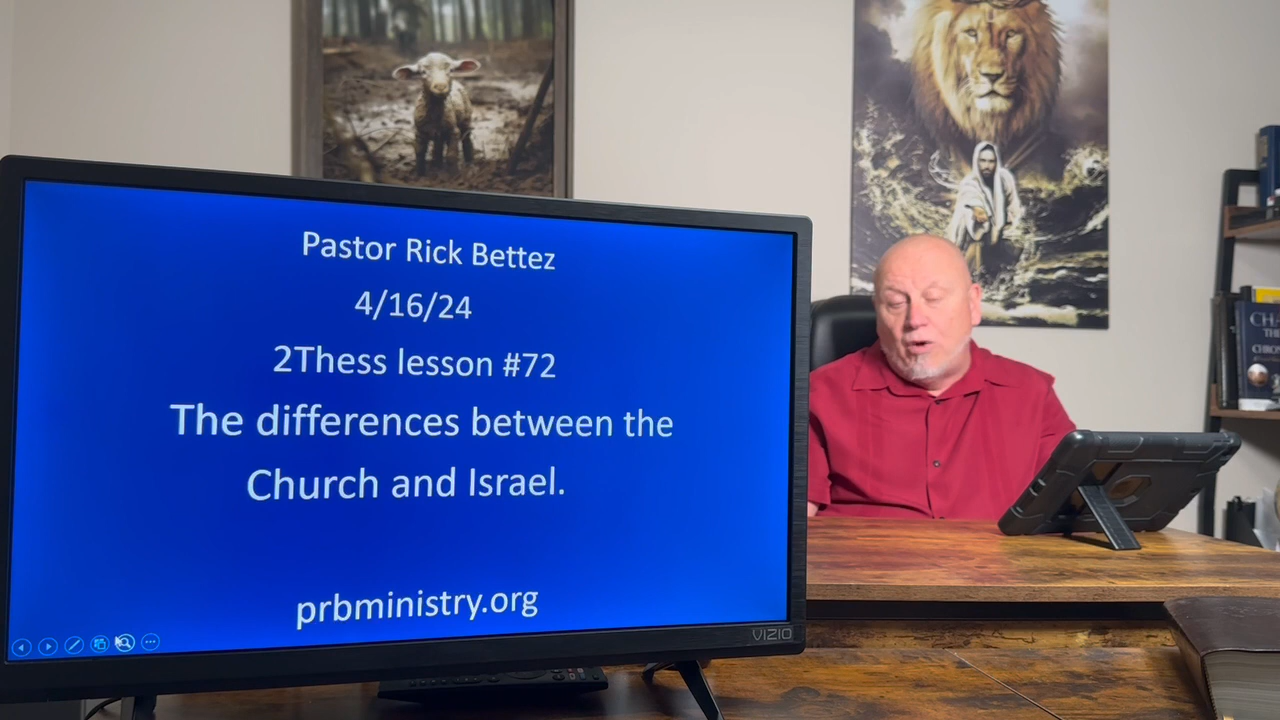 Pastor Rick Bettez
4/16/24
2Thess lesson #72
The differences between the
Church and Israel.
prbministry.org
VIZIO